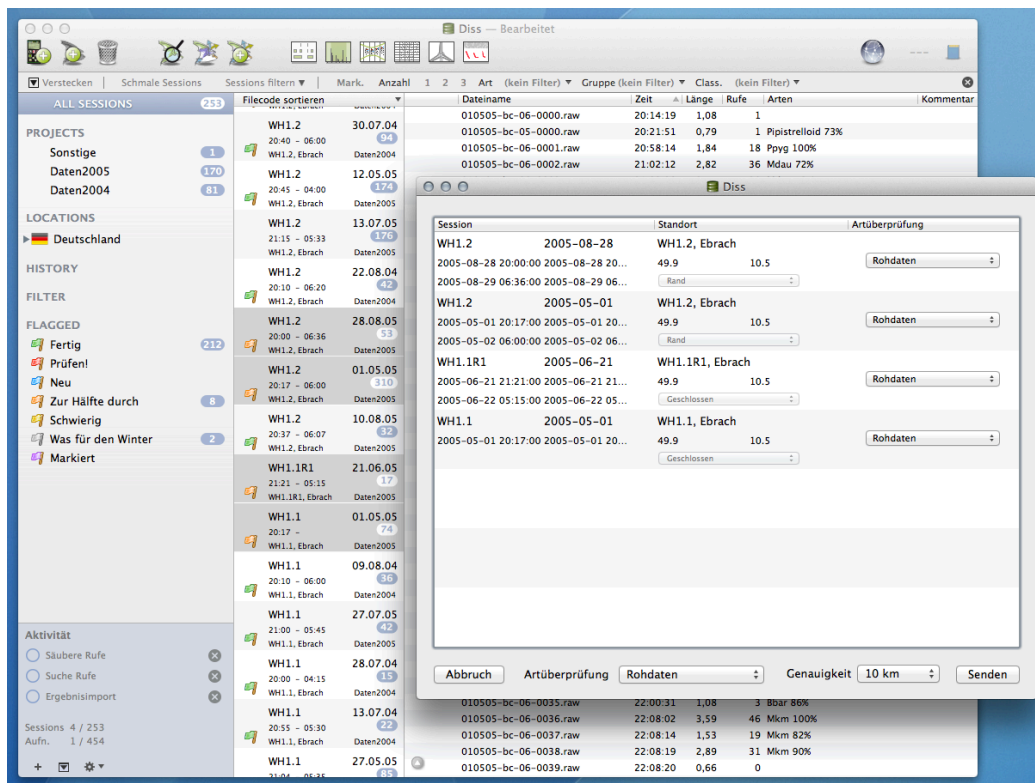 Diss — Bearbeitet
Verstecken Schmale Sessions Sessions filtern ▼ Mark. Anzahl 1 2 3 Art (kein Filter) ▼ Gruppe (kein Filter) ▼ Class. (kein Filter) ▼
ALL SESSIONS 253
PROJECTS
Sonstige 1
Daten2005 170
Daten2004 81
LOCATIONS
Deutschland
HISTORY
FILTER
FLAGGED
Fertig 212
Prüfen!
Neu
Zur Hälfte durch 8
Schwierig
Was für den Winter 2
Markiert
Aktivität
Säubere Rufe
Suche Rufe
Ergebnisimport
Sessions 4 / 253
Aufn. 1 / 454
Filecode sortieren
WH1.2 30.07.04
20:40 – 06:00 94
WH1.2, Ebrach Daten2004
WH1.2 12.05.05
20:45 – 04:00 174
WH1.2, Ebrach Daten2005
WH1.2 13.07.05
21:15 – 05:33 176
WH1.2, Ebrach Daten2005
WH1.2 22.08.04
20:10 – 06:20 42
WH1.2, Ebrach Daten2004
WH1.2 28.08.05
20:00 – 06:36 53
WH1.2, Ebrach Daten2005
WH1.2 01.05.05
20:17 – 06:00 310
WH1.2, Ebrach Daten2005
WH1.2 10.08.05
20:37 – 06:07 32
WH1.2, Ebrach Daten2005
WH1.1R1 21.06.05
21:21 – 05:15 17
WH1.1R1, Ebrach Daten2005
WH1.1 01.05.05
20:17 – 74
WH1.1, Ebrach Daten2005
WH1.1 09.08.04
20:10 – 06:00 36
WH1.1, Ebrach Daten2004
WH1.1 27.07.05
21:00 – 05:45 42
WH1.1, Ebrach Daten2005
WH1.1 28.07.04
20:00 – 04:15 15
WH1.1, Ebrach Daten2004
WH1.1 13.07.04
20:55 – 05:30 22
WH1.1, Ebrach Daten2004
WH1.1 27.05.05
85
Dateiname Zeit Länge Rufe Arten Kommentar
010505-bc-06-0000.raw 20:14:19 1,08 1
010505-bc-05-0000.raw 20:21:51 0,79 1 Pipistrelloid 73%
010505-bc-06-0001.raw 20:58:14 1,84 18 Ppyg 100%
010505-bc-06-0002.raw 21:02:12 2,82 36 Mdau 72%
Diss
Session Standort Artüberprüfung
WH1.2 2005–08–28 WH1.2, Ebrach
2005–08–28 20:00:00 2005–08–28 20... 49.9 10.5 Rohdaten
2005–08–29 06:36:00 2005–08–29 06... Rand
WH1.2 2005–05–01 WH1.2, Ebrach
2005–05–01 20:17:00 2005–05–01 20... 49.9 10.5 Rohdaten
2005–05–02 06:00:00 2005–05–02 06... Rand
WH1.1R1 2005–06–21 WH1.1R1, Ebrach
2005–06–21 21:21:00 2005–06–21 21... 49.9 10.5 Rohdaten
2005–06–22 05:15:00 2005–06–22 05... Geschlossen
WH1.1 2005–05–01 WH1.1, Ebrach
2005–05–01 20:17:00 2005–05–01 20... 49.9 10.5 Rohdaten
Geschlossen
Abbruch Artüberprüfung Rohdaten Genauigkeit 10 km Senden
010505-bc-06-0035.raw 22:00:31 1,08 3 Bbar 86%
010505-bc-06-0036.raw 22:08:02 3,59 46 Mkm 100%
010505-bc-06-0037.raw 22:08:14 1,53 19 Mkm 82%
010505-bc-06-0038.raw 22:08:19 2,89 31 Mkm 90%
010505-bc-06-0039.raw 22:08:20 0,66 0